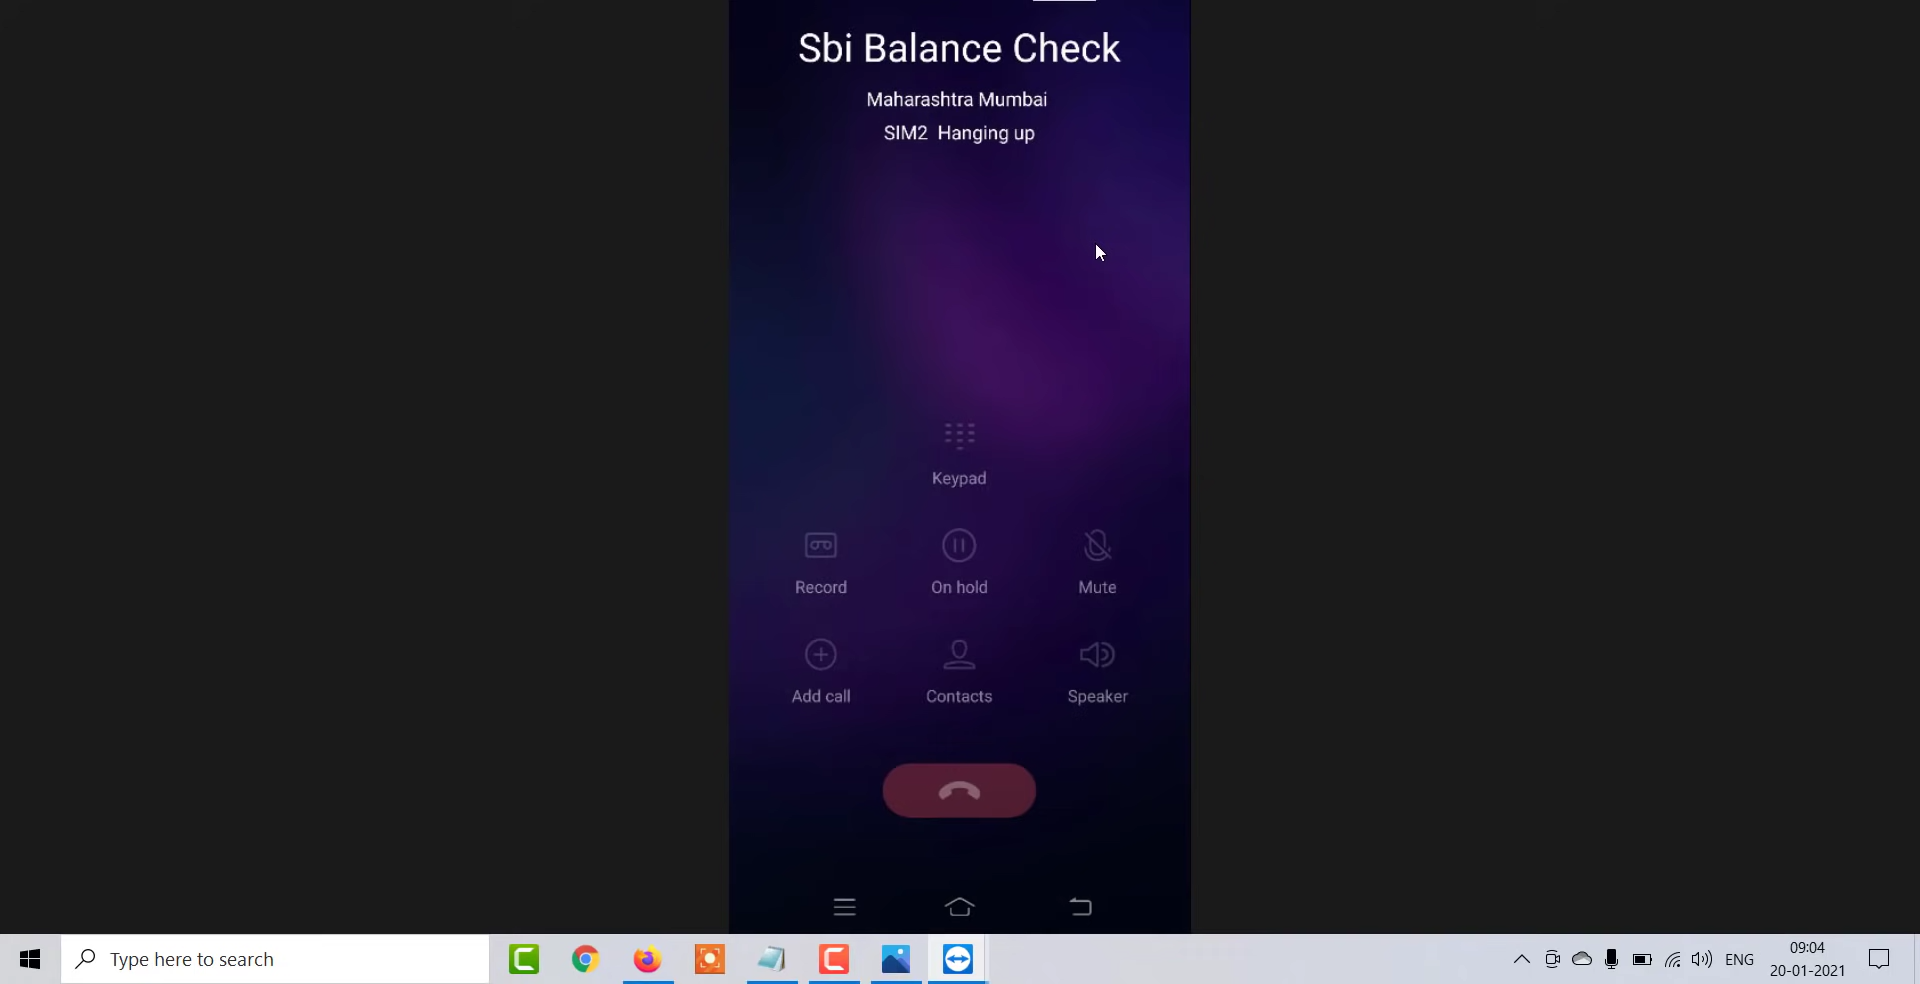 Sbi Balance Check
Maharashtra Mumbai
SIM2 Hanging up
Keypad
Record On hold Mute
Add call Contacts Speaker
Type here to search
ENG
09:04
20-01-2021